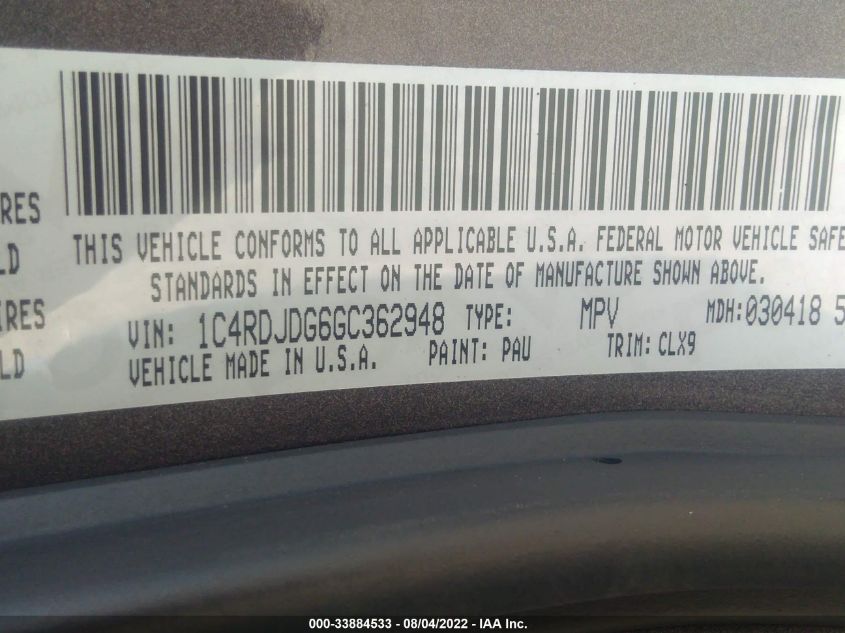 RES
LD
IRES
LD
THIS VEHICLE CONFORMS TO ALL APPLICABLE U.S.A. FEDERAL MOTOR VEHICLE SAFE
STANDARDS IN EFFECT ON THE DATE OF MANUFACTURE SHOWN ABOVE.
VIN: 1C4RDJDG6GC362948 TYPE: MPV MDH:030418 5
VEHICLE MADE IN U.S.A. PAINT: PAU TRIM: CLX9
000-33884533 - 08/04/2022 - IAA Inc.